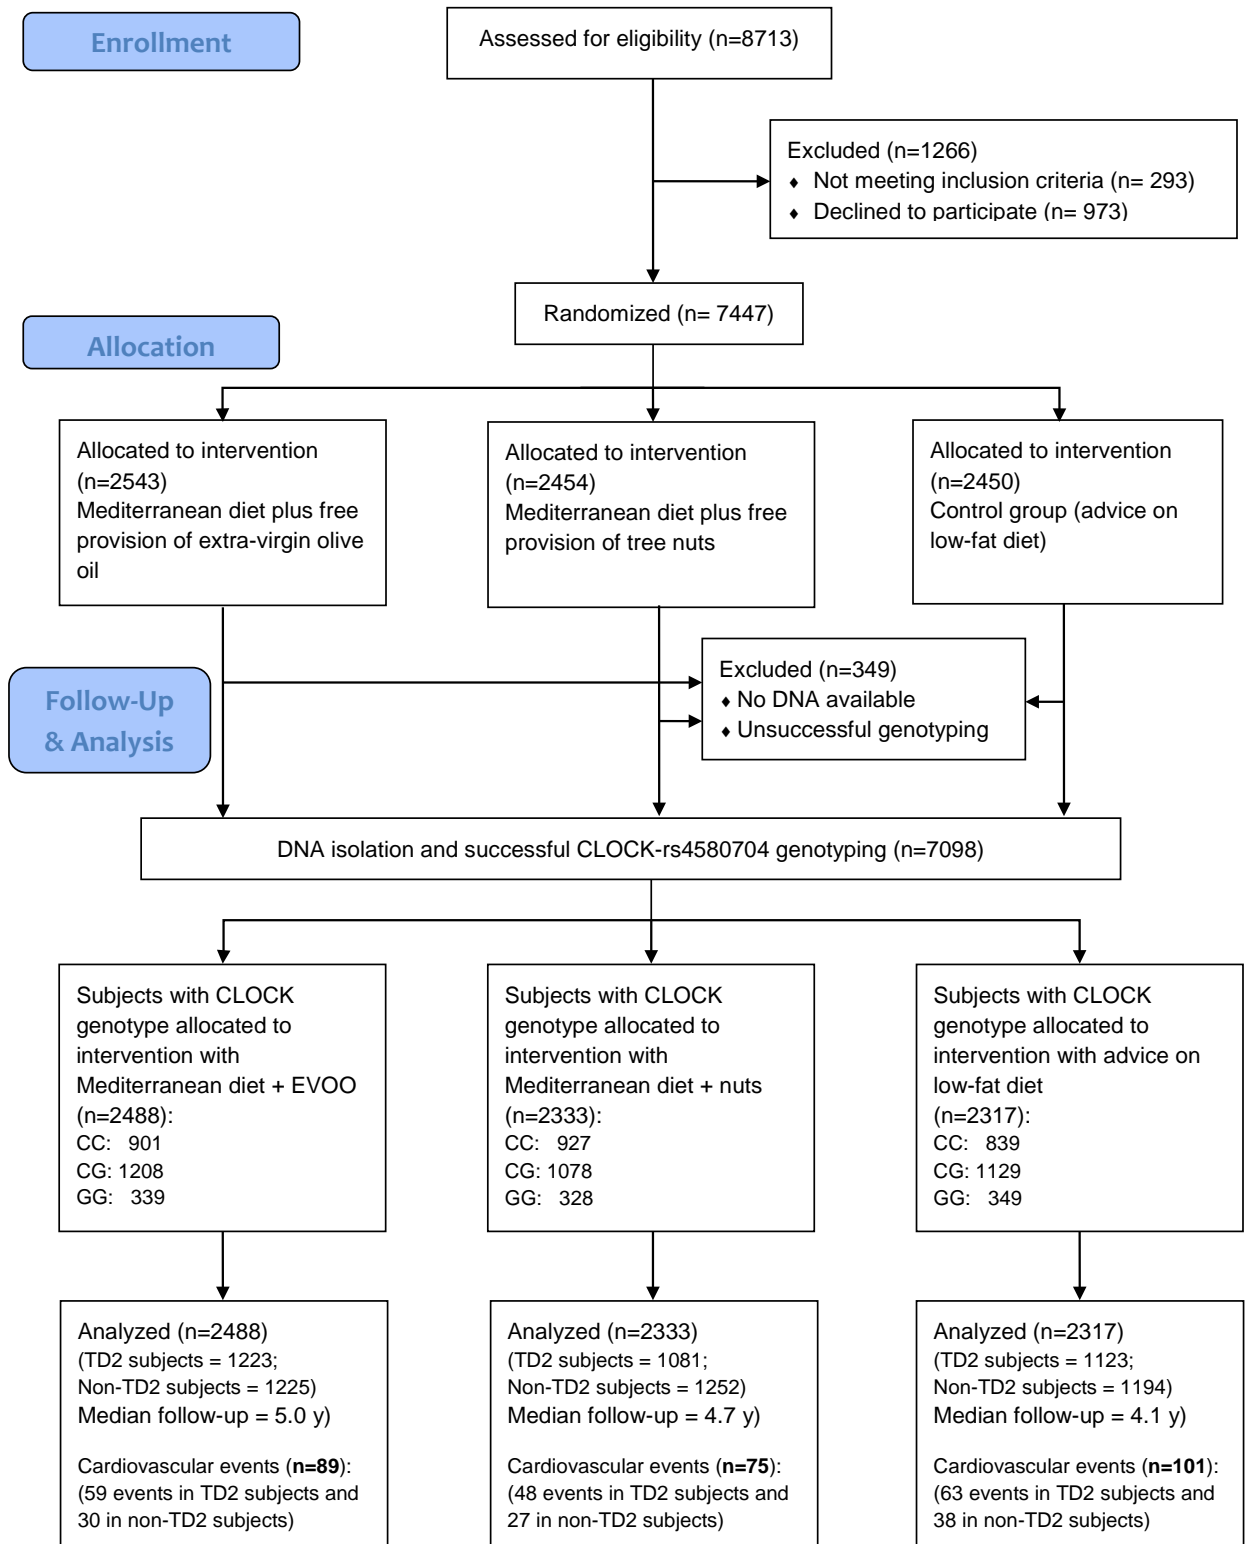 Enrollment
Assessed for eligibility (n=8713)
Excluded (n=1266)
♦ Not meeting inclusion criteria (n= 293)
♦ Declined to participate (n= 973)
Randomized (n= 7447)
Allocation
Allocated to intervention
(n=2543)
Mediterranean diet plus free
provision of extra-virgin olive
oil
Allocated to intervention
(n=2454)
Mediterranean diet plus free
provision of tree nuts
Allocated to intervention
(n=2450)
Control group (advice on
low-fat diet)
Follow-Up
& Analysis
Excluded (n=349)
♦ No DNA available
♦ Unsuccessful genotyping
DNA isolation and successful CLOCK-rs4580704 genotyping (n=7098)
Subjects with CLOCK
genotype allocated to
intervention with
Mediterranean diet + EVOO
(n=2488):
CC: 901
CG: 1208
GG: 339
Subjects with CLOCK
genotype allocated to
intervention with
Mediterranean diet + nuts
(n=2333):
CC: 927
CG: 1078
GG: 328
Subjects with CLOCK
genotype allocated to
intervention with advice on
low-fat diet
(n=2317):
CC: 839
CG: 1129
GG: 349
Analyzed (n=2488)
(TD2 subjects = 1223;
Non-TD2 subjects = 1225)
Median follow-up = 5.0 y)
Cardiovascular events (n=89):
(59 events in TD2 subjects and
30 in non-TD2 subjects)
Analyzed (n=2333)
(TD2 subjects = 1081;
Non-TD2 subjects = 1252)
Median follow-up = 4.7 y)
Cardiovascular events (n=75):
(48 events in TD2 subjects and
27 in non-TD2 subjects)
Analyzed (n=2317)
(TD2 subjects = 1123;
Non-TD2 subjects = 1194)
Median follow-up = 4.1 y)
Cardiovascular events (n=101):
(63 events in TD2 subjects and
38 in non-TD2 subjects)